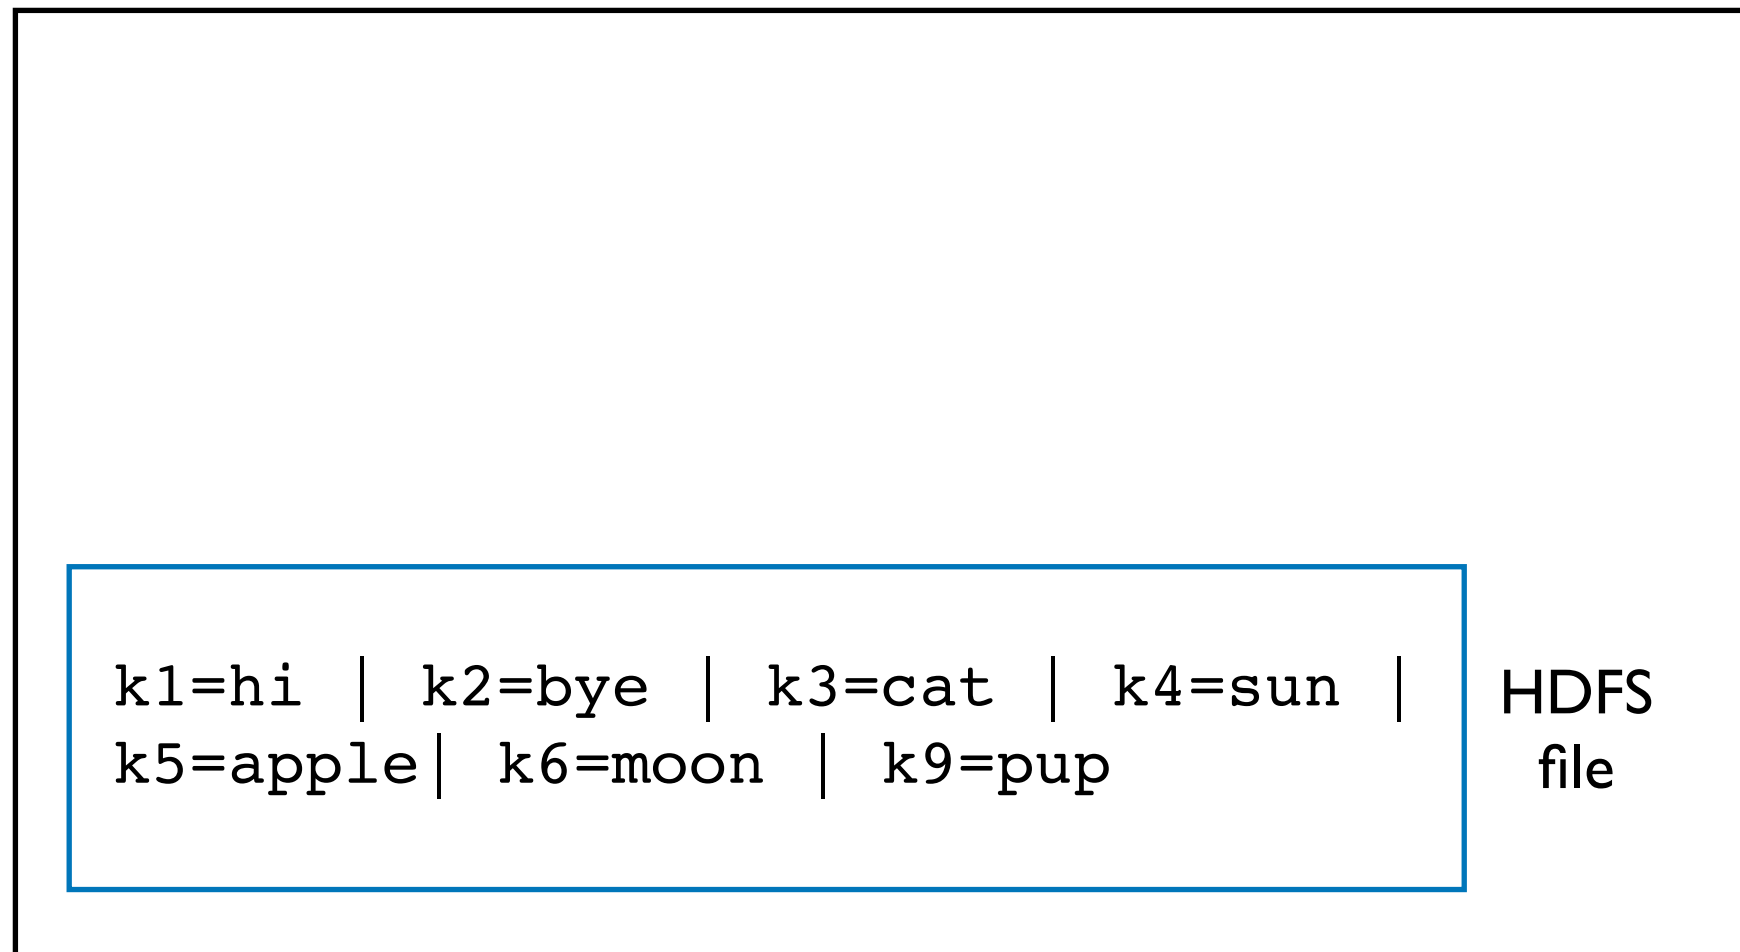 k1=hi | k2=bye | k3=cat | k4=sun |
k5=apple| k6=moon | k9=pup
HDFS
file